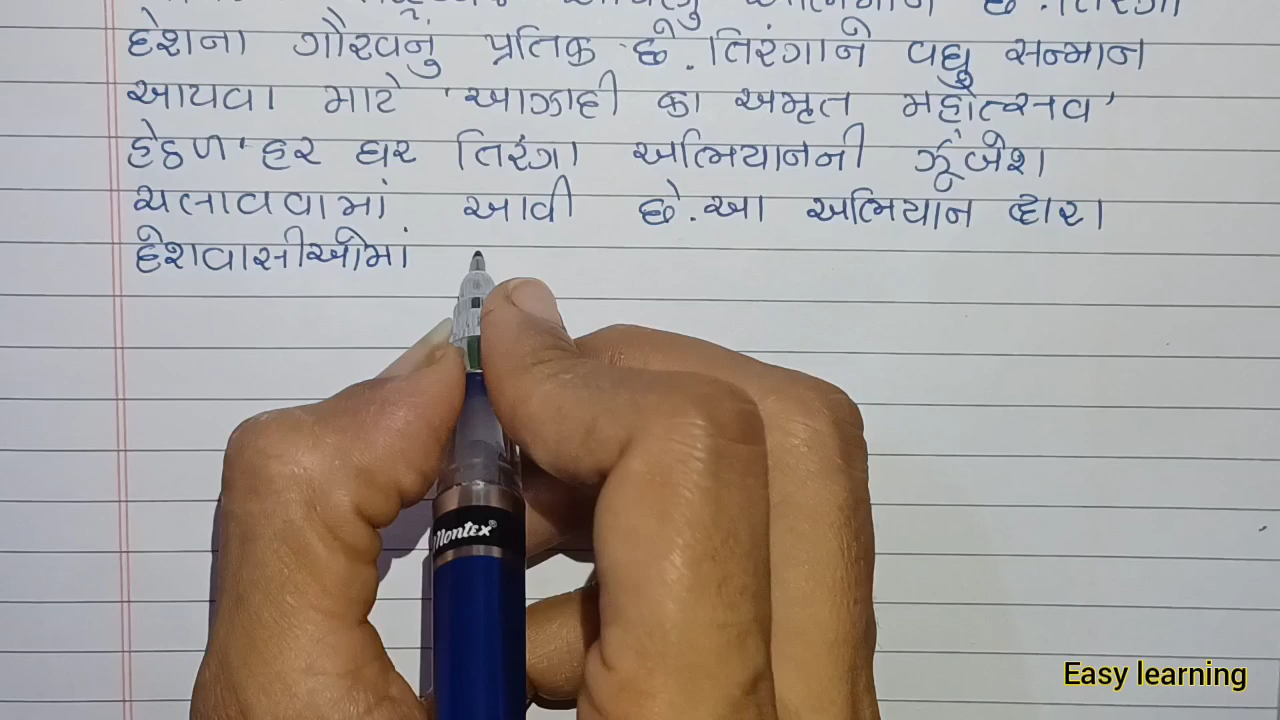 છે. તિરંગા
દેશના ગૌરવનું પ્રતિક છે. તિરંગાને વધુ સન્માન
આપવા માટે 'આઝાદી કા અમૃત મહોત્સવ'
હેઠળ 'હર ઘર તિરંગા અભિયાનની ઝુંબેશ
ચલાવવામાં આવી છે. આ અભિયાન દ્વારા
દેશવાસીઓમાં
Montex
Easy learning